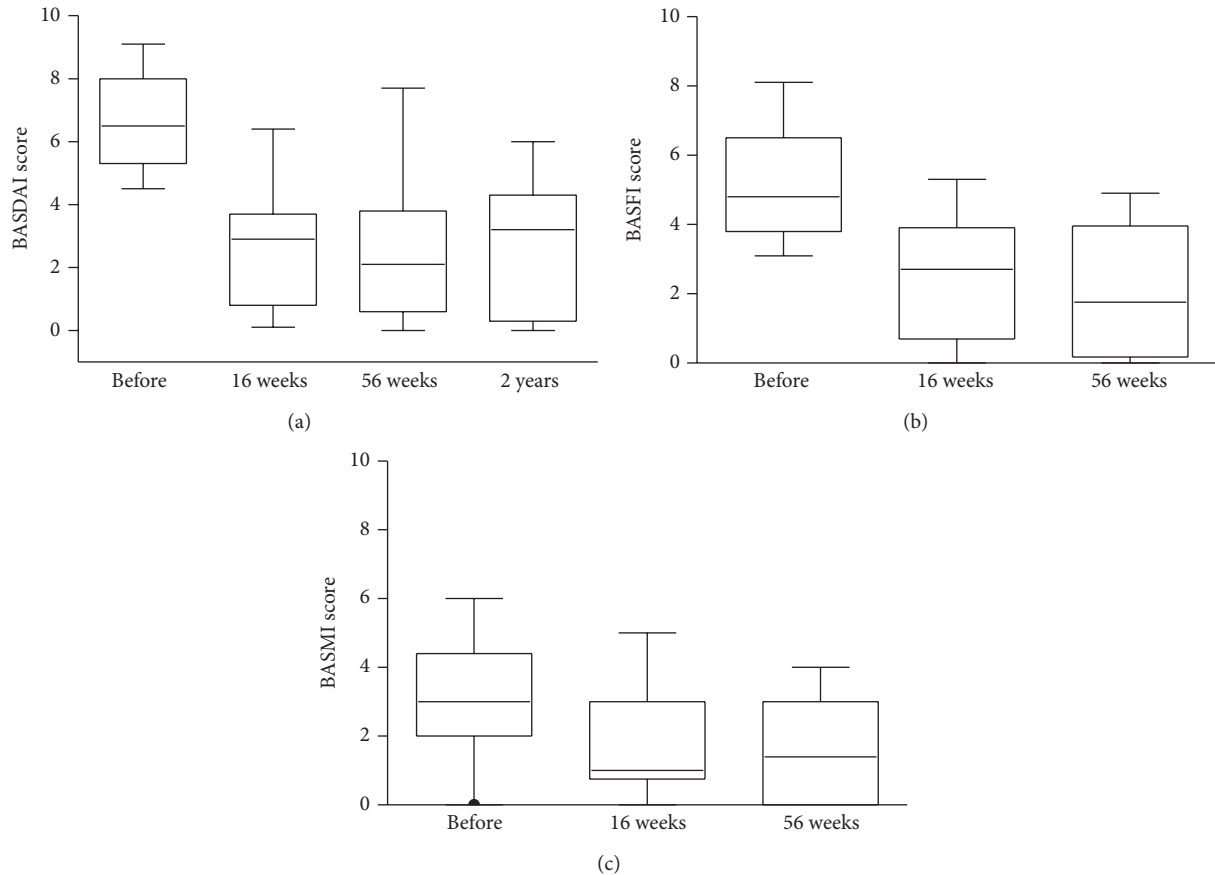 10
8
6
4
2
0
BASDAI score
Before
16 weeks
56 weeks
2 years
(a)
10
8
6
4
2
0
BASFI score
Before
16 weeks
56 weeks
(b)
10
8
6
4
2
0
BASMI score
Before
16 weeks
56 weeks
(c)